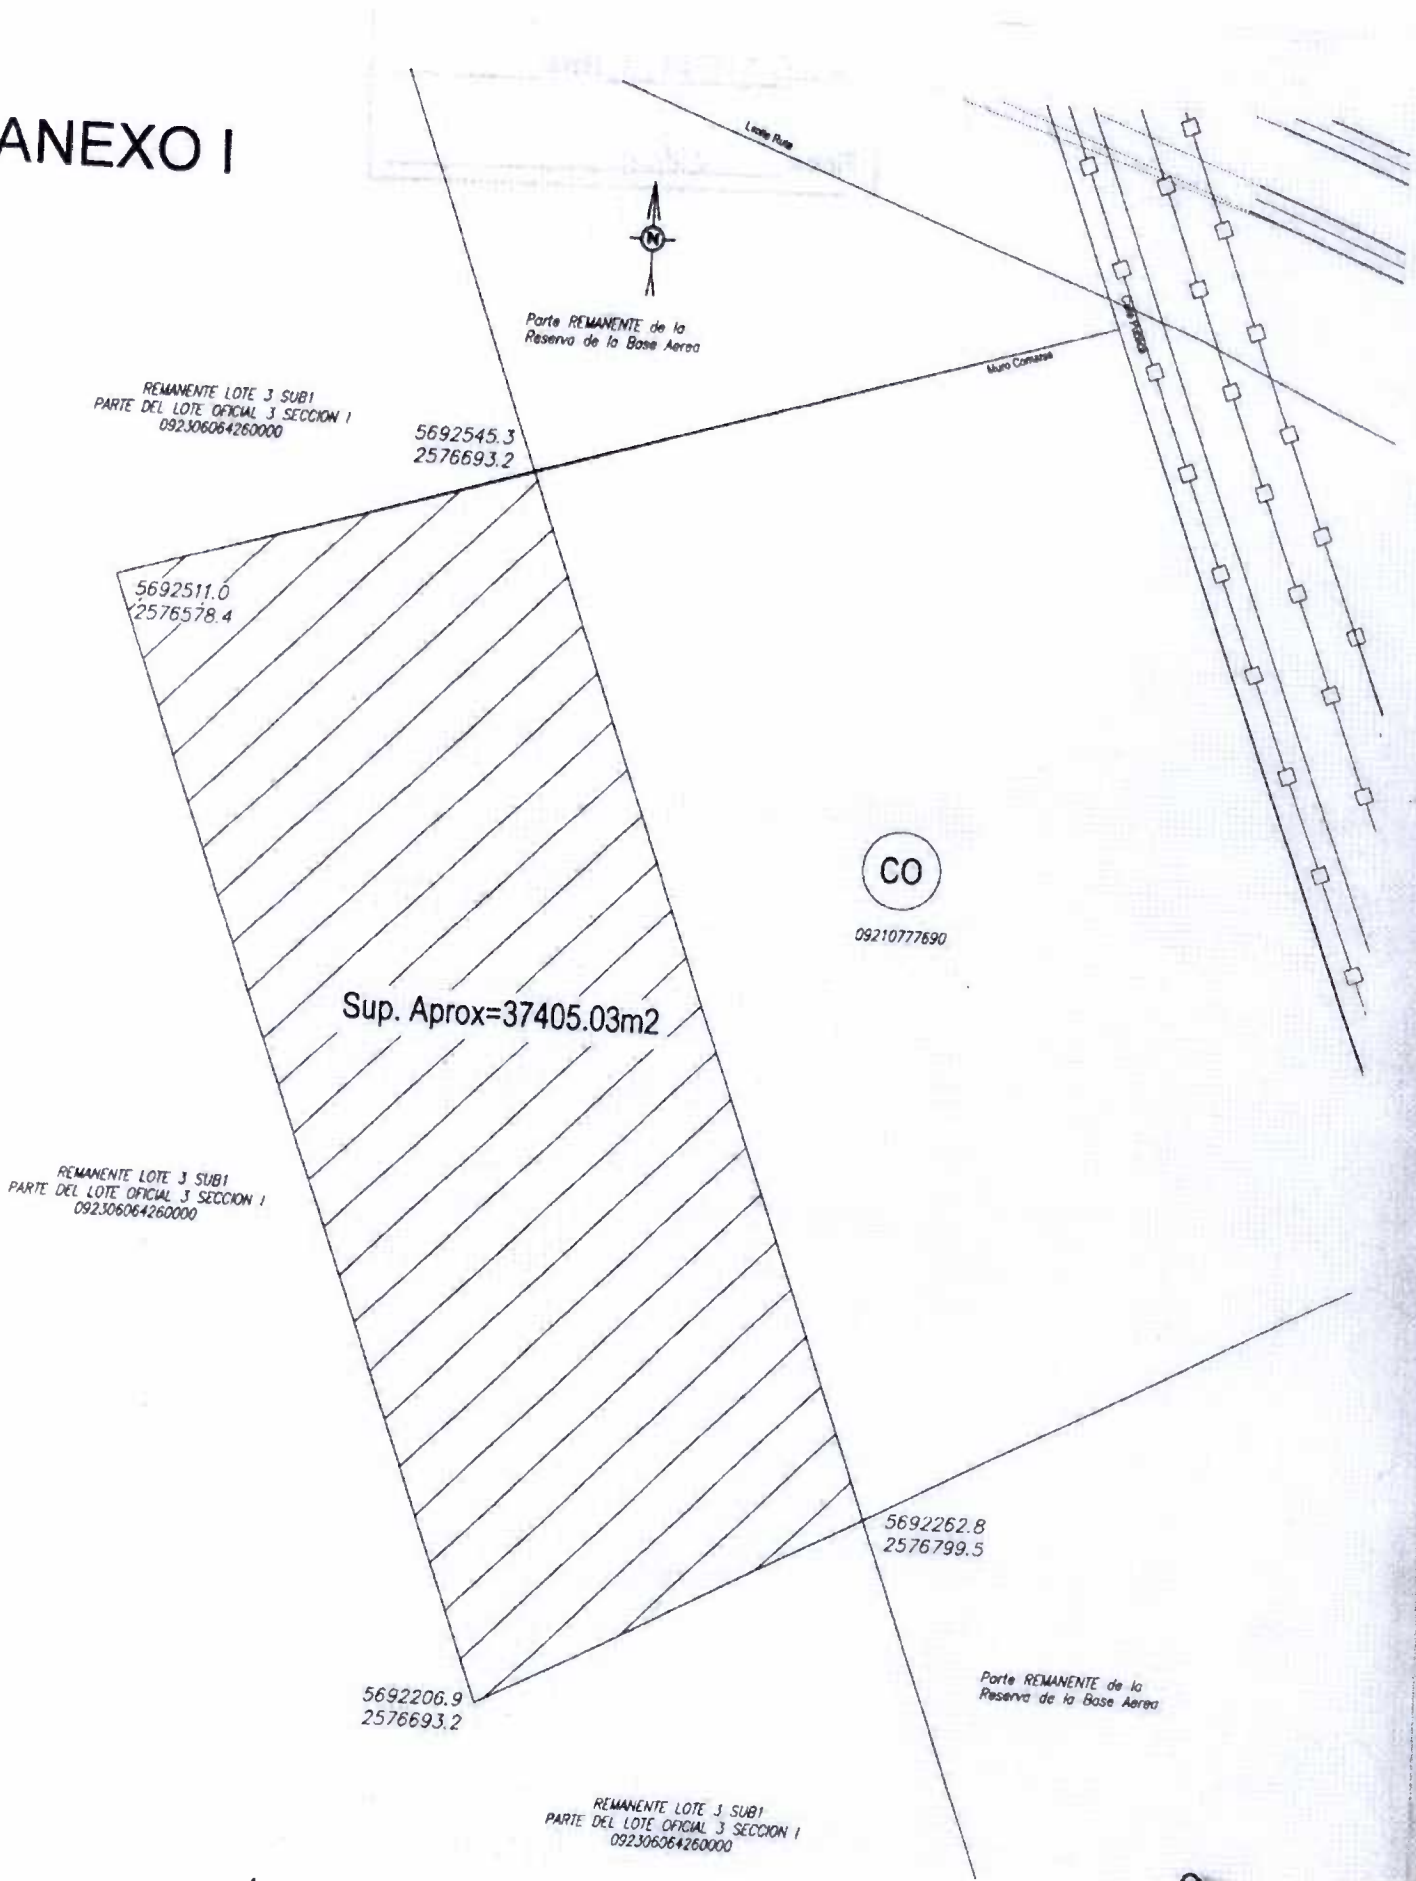 ANEXO I
N
Parte REMANENTE de la
Reserva de la Base Aerea
Muro Comarsa
REMANENTE LOTE 3 SUB1
PARTE DEL LOTE OFICIAL 3 SECCION I
092306064260000
5692545.3
2576693.2
5692511.0
2576578.4
CO
09210777690
Sup. Aprox=37405.03m2
REMANENTE LOTE 3 SUB1
PARTE DEL LOTE OFICIAL 3 SECCION I
092306064260000
5692262.8
2576799.5
5692206.9
2576693.2
Parte REMANENTE de la
Reserva de la Base Aerea
REMANENTE LOTE 3 SUB1
PARTE DEL LOTE OFICIAL 3 SECCION I
092306064260000